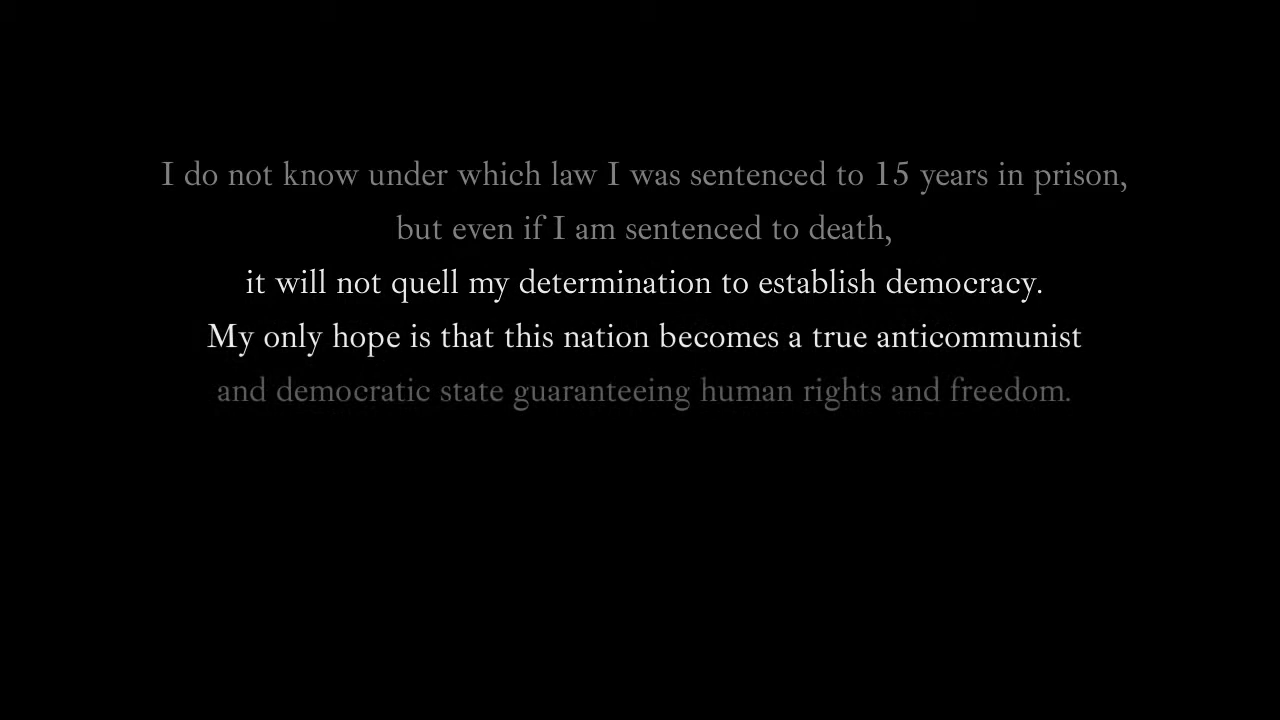 I do not know under which law I was sentenced to 15 years in prison,
but even if I am sentenced to death,
it will not quell my determination to establish democracy.
My only hope is that this nation becomes a true anticommunist
and democratic state guaranteeing human rights and freedom.